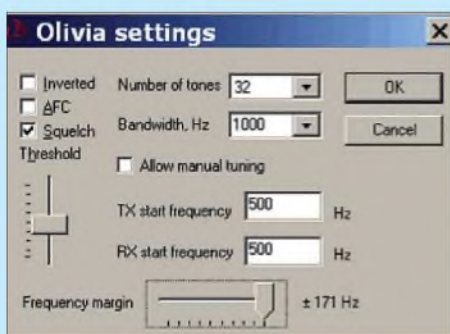 Olivia settings
Inverted
AFC
Squelch
Threshold
Number of tones 32
Bandwidth, Hz 1000
OK
Cancel
Allow manual tuning
TX start frequency 500 Hz
RX start frequency 500 Hz
Frequency margin ± 171 Hz